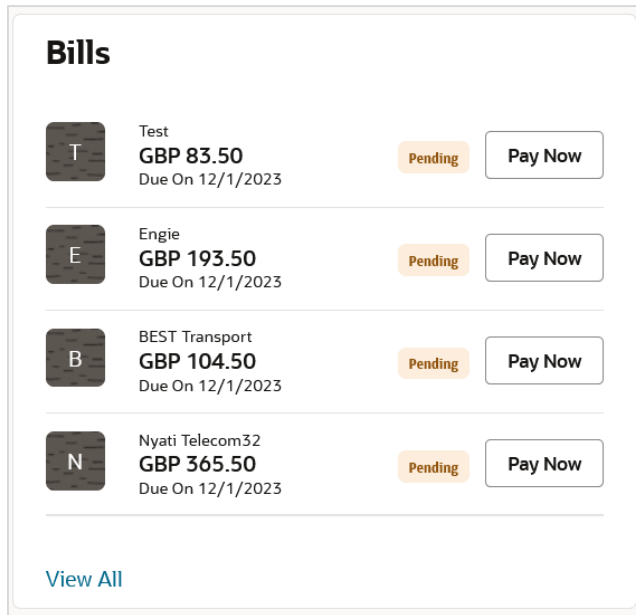 Bills
T
Test
GBP 83.50
Due On 12/1/2023
Pending
Pay Now
E
Engie
GBP 193.50
Due On 12/1/2023
Pending
Pay Now
B
BEST Transport
GBP 104.50
Due On 12/1/2023
Pending
Pay Now
N
Nyati Telecom32
GBP 365.50
Due On 12/1/2023
Pending
Pay Now
View All